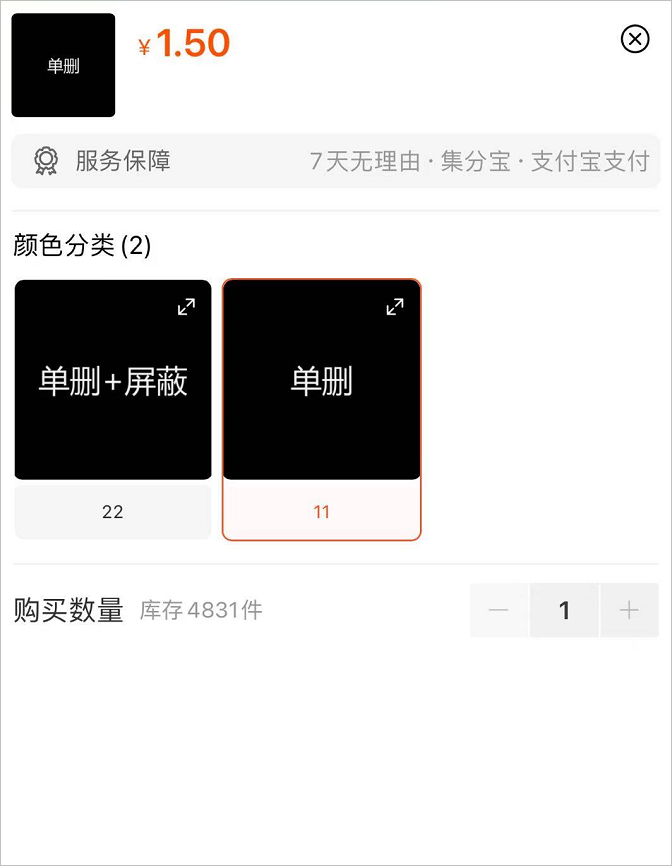 单删
¥1.50
服务保障 7天无理由·集分宝·支付宝支付
颜色分类(2)
单删+屏蔽
22
单删
11
购买数量 库存4831件 1